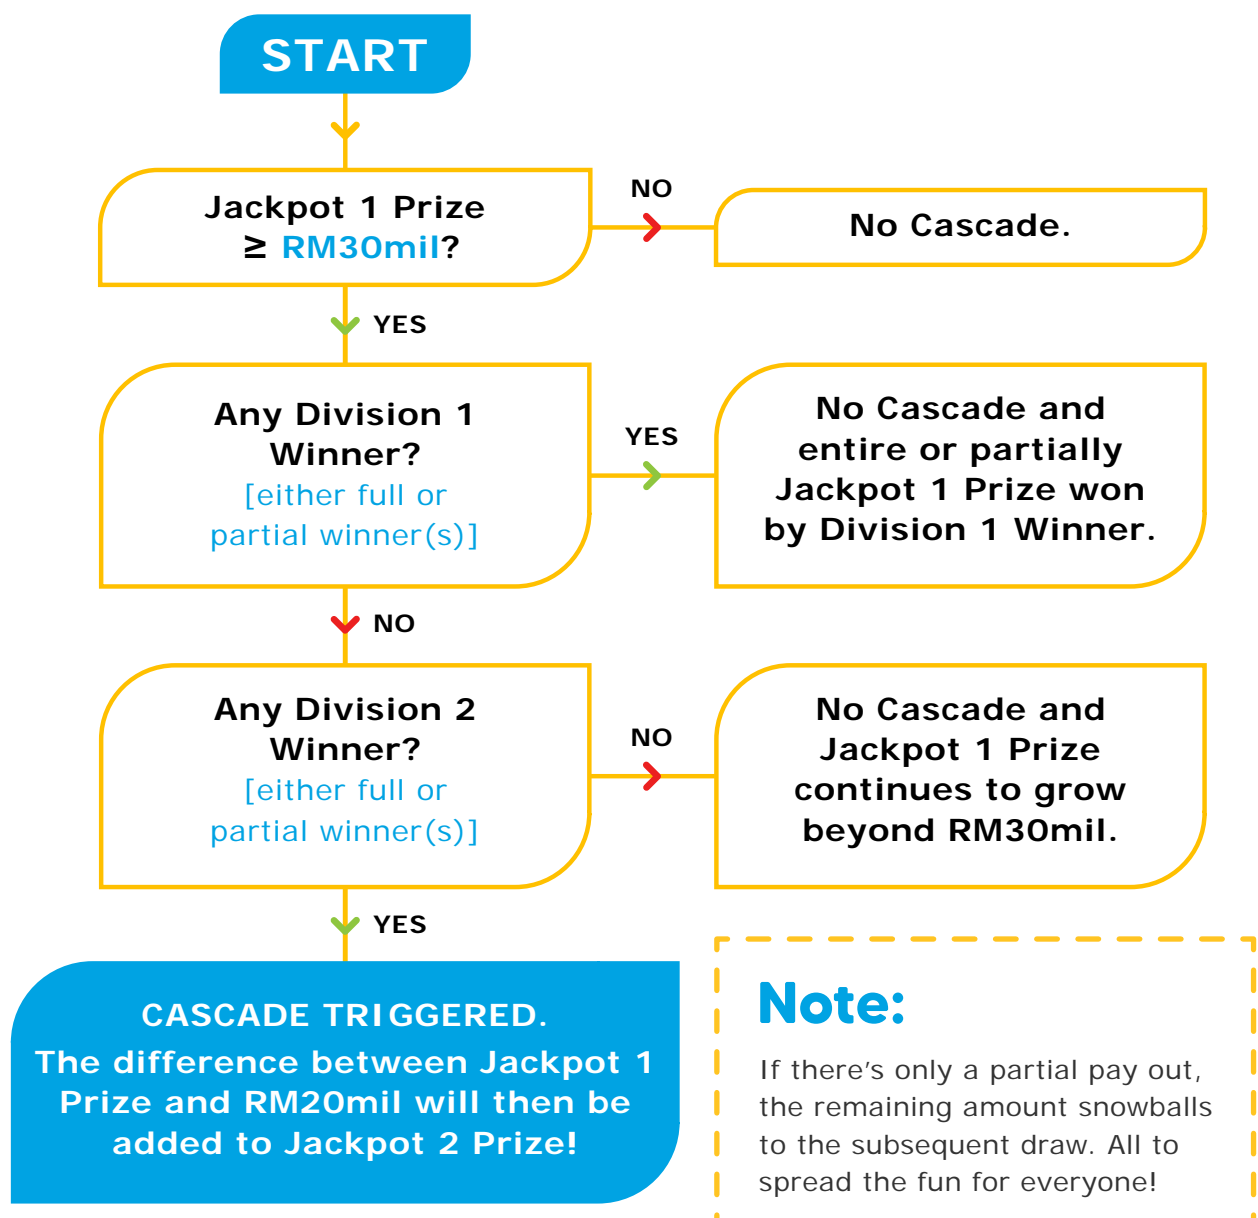 START
Jackpot 1 Prize
≥ RM30mil?
NO
No Cascade.
YES
Any Division 1
Winner?
[either full or
partial winner(s)]
YES
No Cascade and
entire or partially
Jackpot 1 Prize won
by Division 1 Winner.
NO
Any Division 2
Winner?
[either full or
partial winner(s)]
NO
No Cascade and
Jackpot 1 Prize
continues to grow
beyond RM30mil.
YES
CASCADE TRIGGERED.
The difference between Jackpot 1
Prize and RM20mil will then be
added to Jackpot 2 Prize!
Note:
If there's only a partial pay out,
the remaining amount snowballs
to the subsequent draw. All to
spread the fun for everyone!